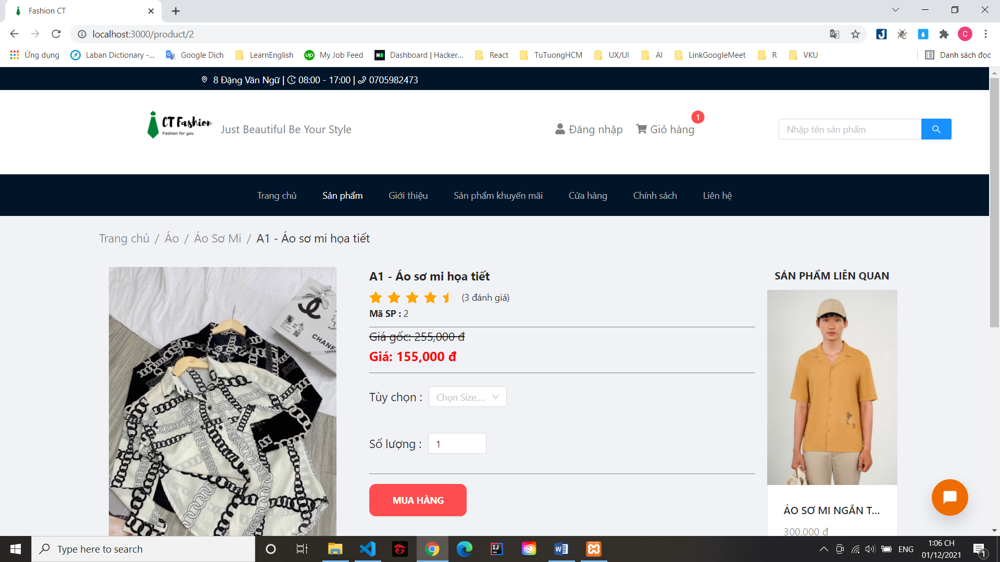 Fashion CT
localhost:3000/product/2
C
Ứng dụng
Laban Dictionary -...
Google Dịch
LearnEnglish
My Job Feed
Dashboard | Hacker...
React
TuTuongHCM
UX/UI
AI
LinkGoogleMeet
R
VKU
Danh sách đọc
8 Đặng Văn Ngữ | 08:00 - 17:00 | 0705982473
CT Fashion
Fashion for you
Just Beautiful Be Your Style
Đăng nhập
Giỏ hàng
1
Nhập tên sản phẩm
Trang chủ
Sản phẩm
Giới thiệu
Sản phẩm khuyến mãi
Cửa hàng
Chính sách
Liên hệ
Trang chủ / Áo / Áo Sơ Mi / A1 - Áo sơ mi họa tiết
CHANEL
A1 - Áo sơ mi họa tiết
(3 đánh giá)
Mã SP : 2
Giá gốc: 255,000 đ
Giá: 155,000 đ
Tùy chọn :
Chọn Size,...
Số lượng :
1
MUA HÀNG
SẢN PHẨM LIÊN QUAN
ÁO SƠ MI NGẮN T...
300,000 đ
Type here to search
ENG
1:06 CH
01/12/2021
1